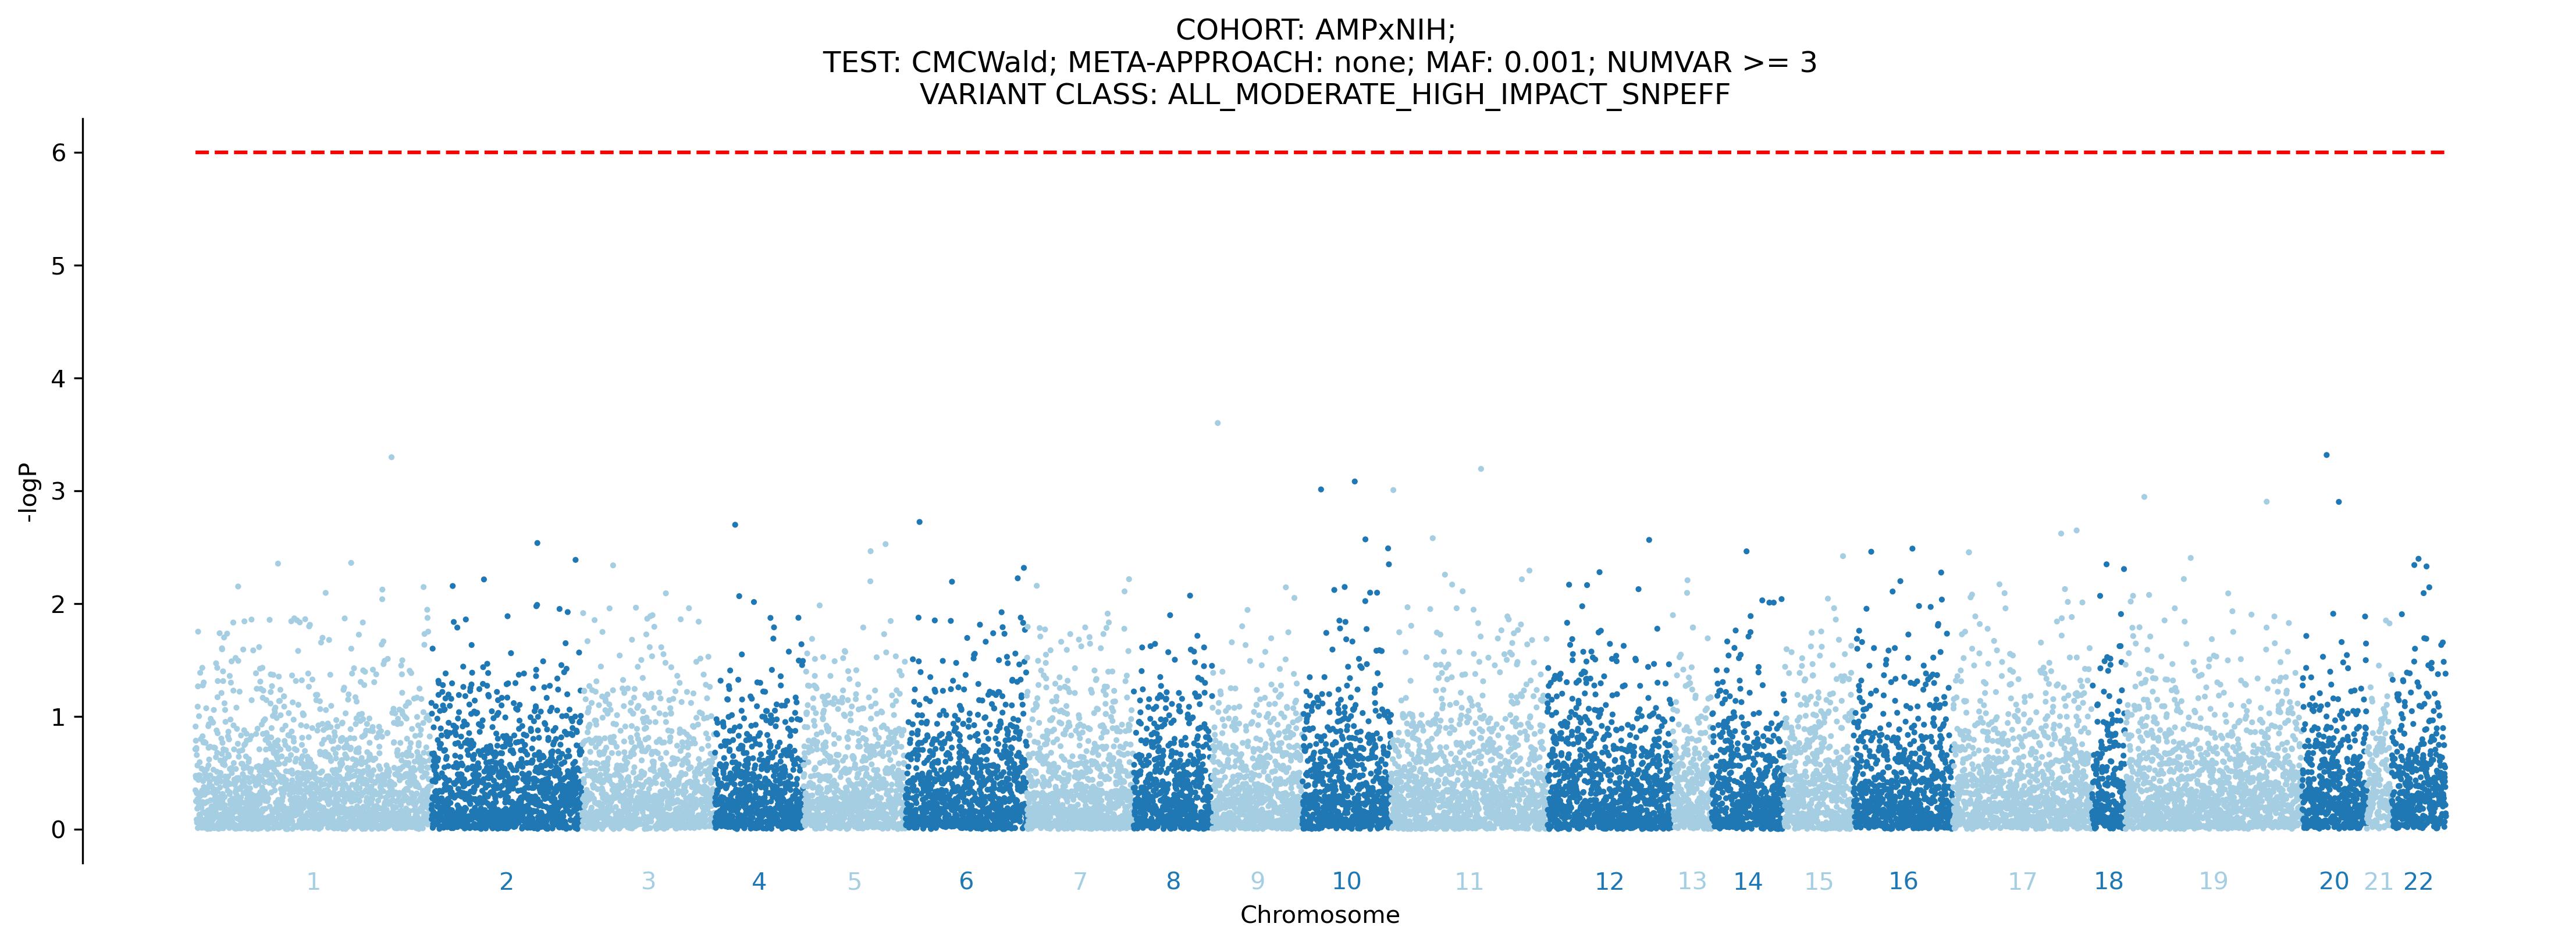 COHORT: AMPxNIH;
TEST: CMCWald; META-APPROACH: none; MAF: 0.001; NUMVAR >= 3
VARIANT CLASS: ALL_MODERATE_HIGH_IMPACT_SNPEFF
6
5
4
3
2
1
0
-logP
1 2 3 4 5 6 7 8 9 10 11 12 13 14 15 16 17 18 19 20 21 22
Chromosome